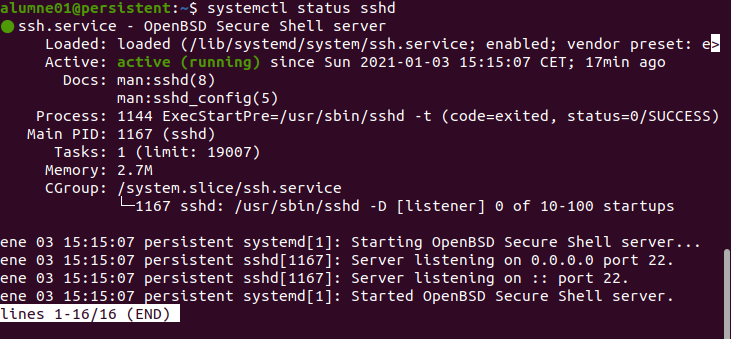 alumne01@persistent:~$ systemctl status sshd
● ssh.service - OpenBSD Secure Shell server
Loaded: loaded (/lib/systemd/system/ssh.service; enabled; vendor preset: e>
Active: active (running) since Sun 2021-01-03 15:15:07 CET; 17min ago
Docs: man:sshd(8)
man:sshd_config(5)
Process: 1144 ExecStartPre=/usr/sbin/sshd -t (code=exited, status=0/SUCCESS)
Main PID: 1167 (sshd)
Tasks: 1 (limit: 19007)
Memory: 2.7M
CGroup: /system.slice/ssh.service
└─1167 sshd: /usr/sbin/sshd -D [listener] 0 of 10-100 startups
ene 03 15:15:07 persistent systemd[1]: Starting OpenBSD Secure Shell server...
ene 03 15:15:07 persistent sshd[1167]: Server listening on 0.0.0.0 port 22.
ene 03 15:15:07 persistent sshd[1167]: Server listening on :: port 22.
ene 03 15:15:07 persistent systemd[1]: Started OpenBSD Secure Shell server.
lines 1-16/16 (END)